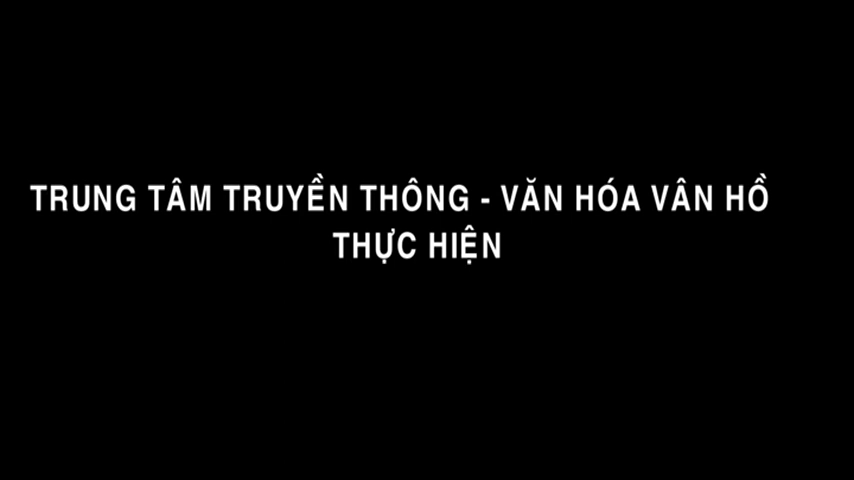 TRUNG TÂM TRUYỀN THÔNG - VĂN HÓA VÂN HỒ
THỰC HIỆN